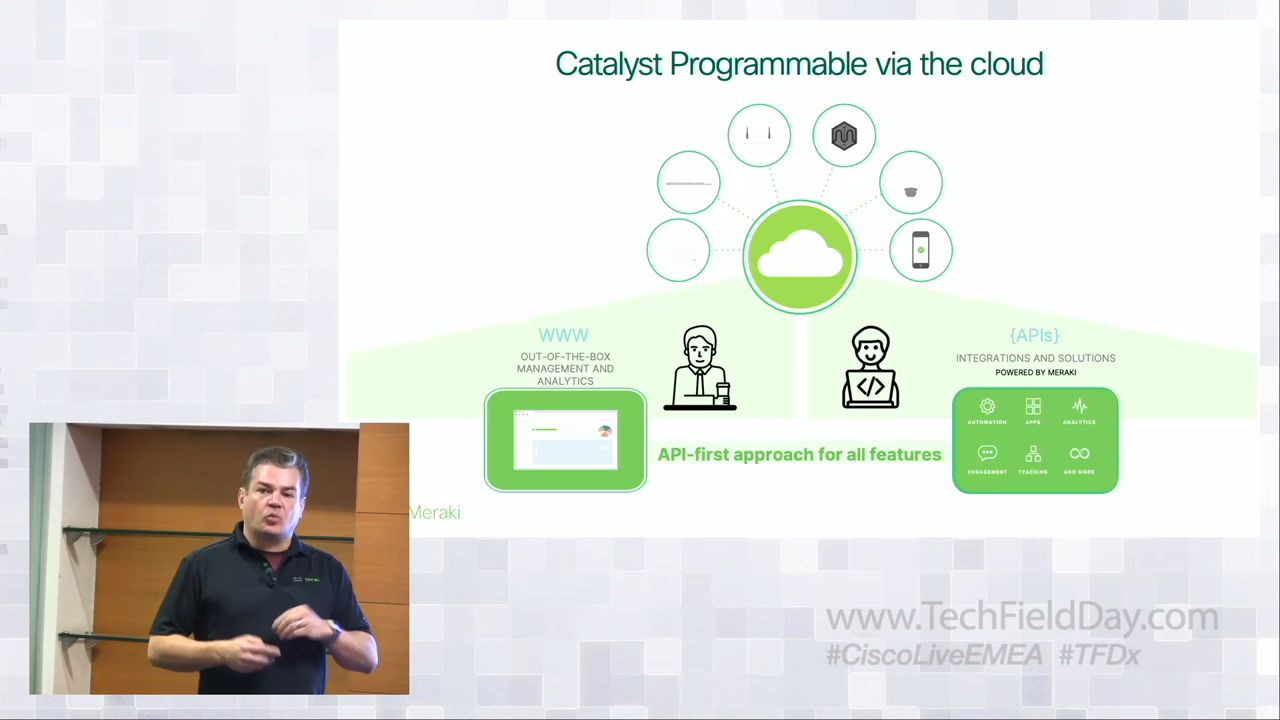 Catalyst Programmable via the cloud
WWW
OUT-OF-THE-BOX
MANAGEMENT AND
ANALYTICS
{APIs}
INTEGRATIONS AND SOLUTIONS
POWERED BY MERAKI
AUTOMATION
APPS
ANALYTICS
ENGAGEMENT
TRACKING
AND MORE
API-first approach for all features
Meraki
www.TechFieldDay.com
#CiscoLiveEMEA #TFDx